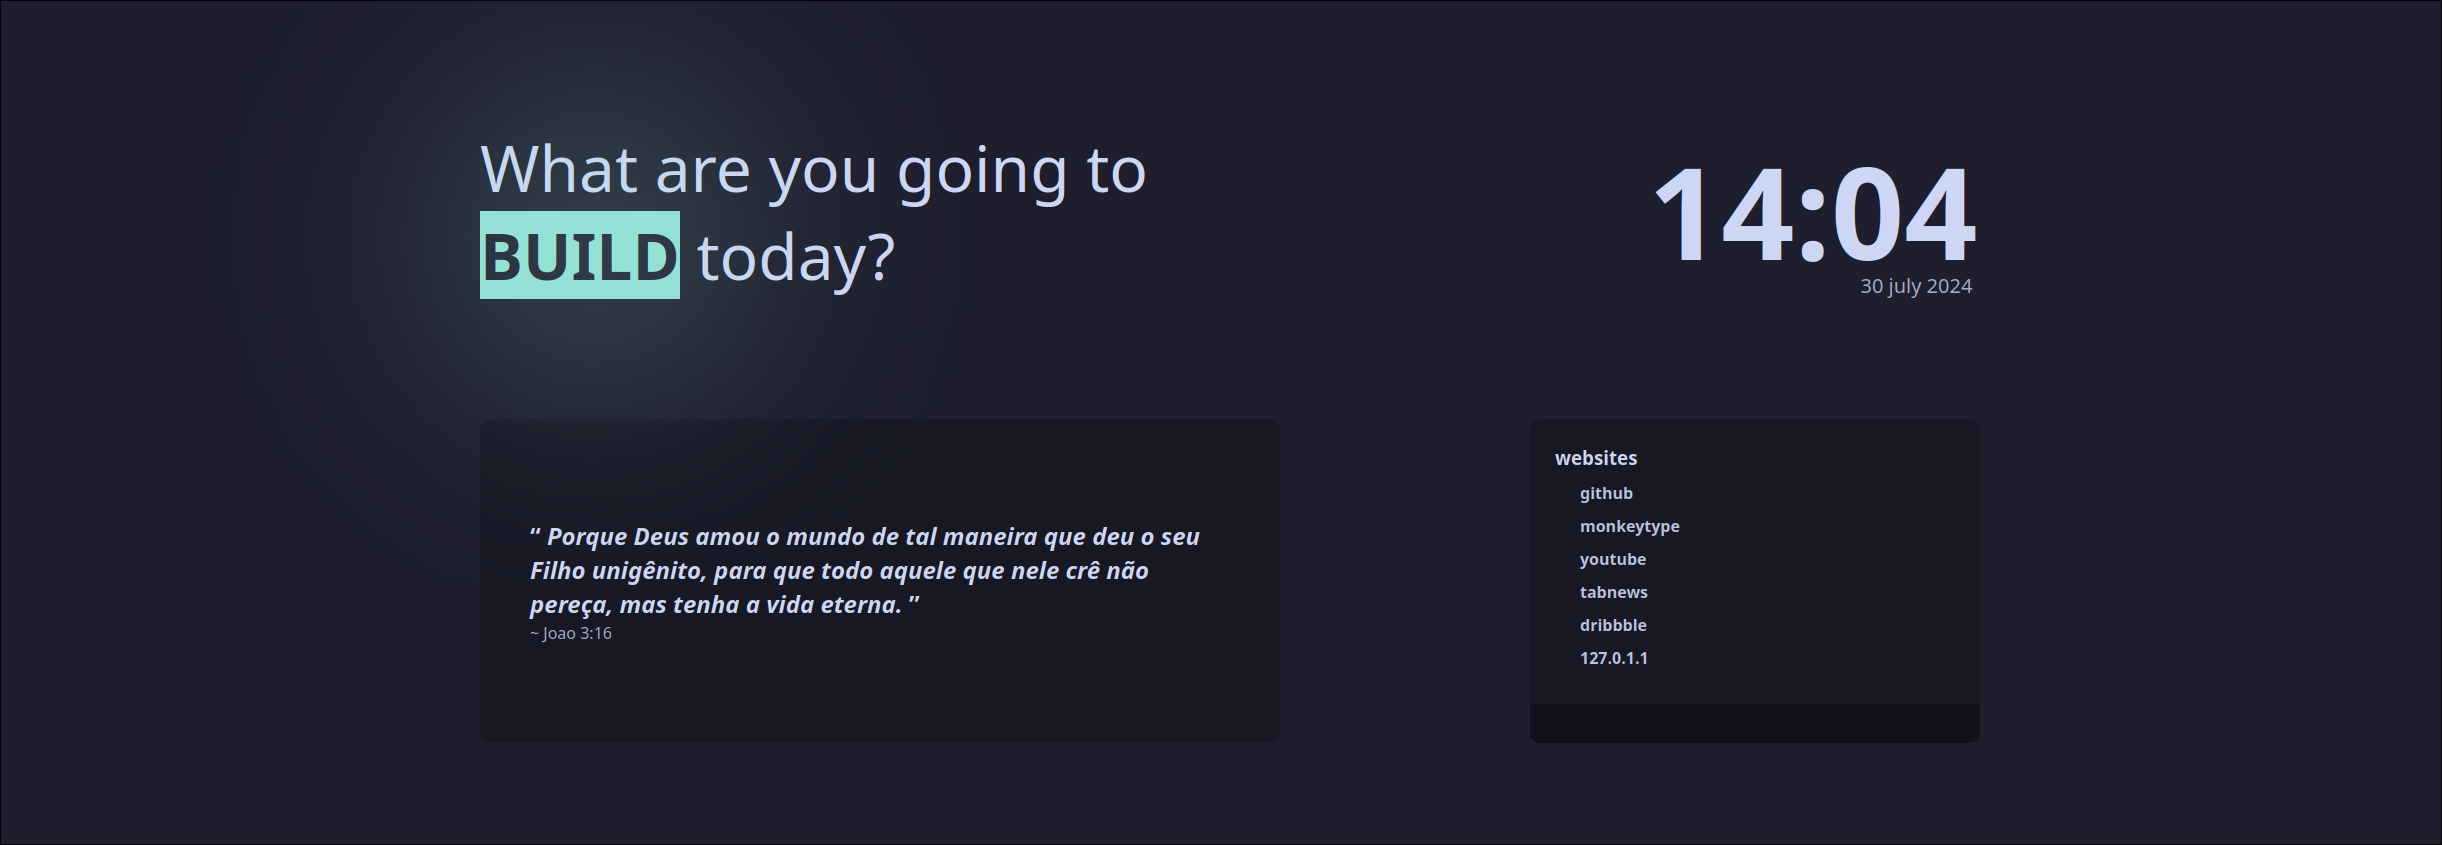 What are you going to
BUILD today?
14:04
30 july 2024
“ Porque Deus amou o mundo de tal maneira que deu o seu
Filho unigênito, para que todo aquele que nele crê não
pereça, mas tenha a vida eterna. ”
~ Joao 3:16
websites
github
monkeytype
youtube
tabnews
dribbble
127.0.1.1